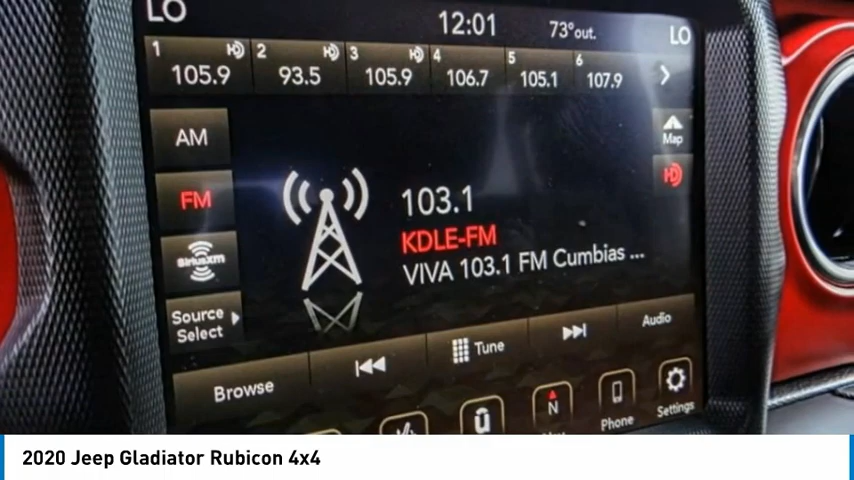 LO 12:01 73°out. LO
1 2 3 4 5 6
105.9 93.5 105.9 106.7 105.1 107.9
AM
Map
FM
103.1
KDLE-FM
SiriusXM
VIVA 103.1 FM Cumbias ...
Source
Select
Browse Tune Audio
N
Phone Settings
2020 Jeep Gladiator Rubicon 4x4